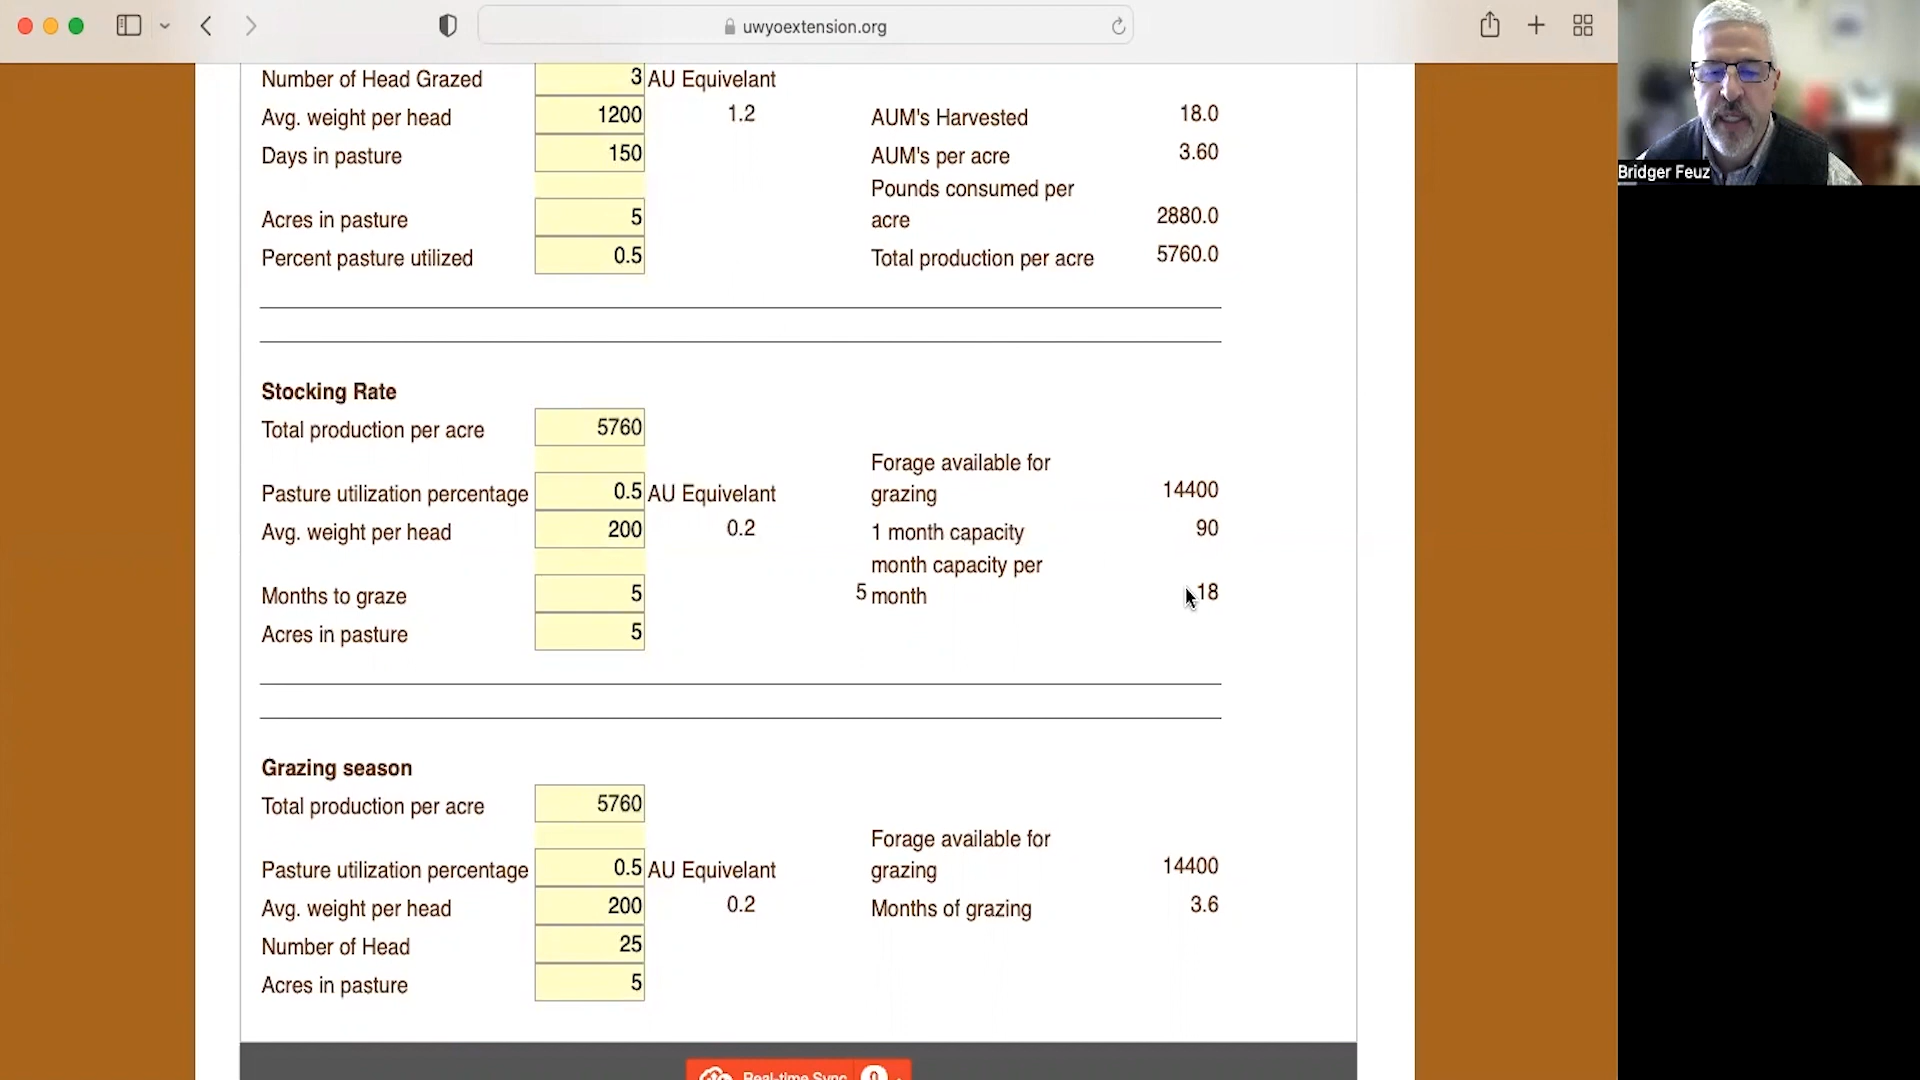 uwyoextension.org
Number of Head Grazed 3 AU Equivelant
Avg. weight per head 1200 1.2 AUM's Harvested 18.0
Days in pasture 150 AUM's per acre 3.60
Pounds consumed per
Acres in pasture 5 acre 2880.0
Percent pasture utilized 0.5 Total production per acre 5760.0
Stocking Rate
Total production per acre 5760
Forage available for
Pasture utilization percentage 0.5 AU Equivelant grazing 14400
Avg. weight per head 200 0.2 1 month capacity 90
month capacity per
Months to graze 5 5 month 18
Acres in pasture 5
Grazing season
Total production per acre 5760
Forage available for
Pasture utilization percentage 0.5 AU Equivelant grazing 14400
Avg. weight per head 200 0.2 Months of grazing 3.6
Number of Head 25
Acres in pasture 5
Real-time Sync
Bridger Feuz